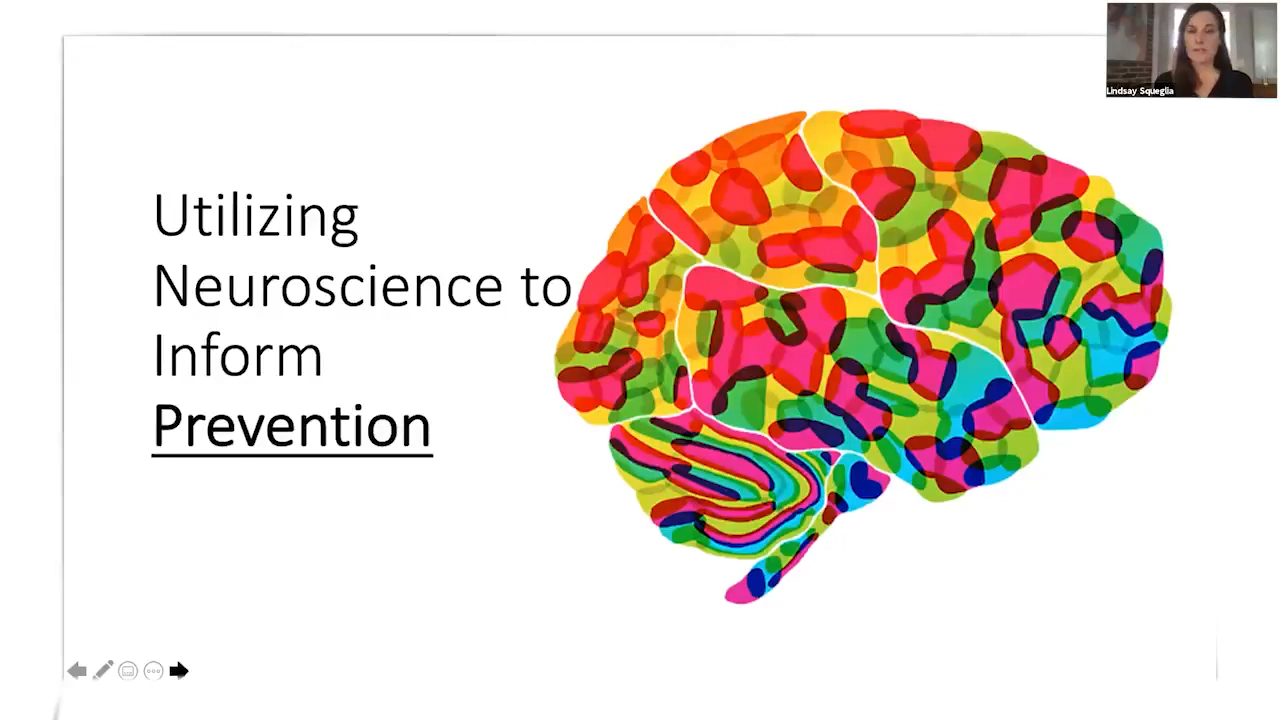 Lindsay Squeglia
Utilizing
Neuroscience to
Inform
Prevention